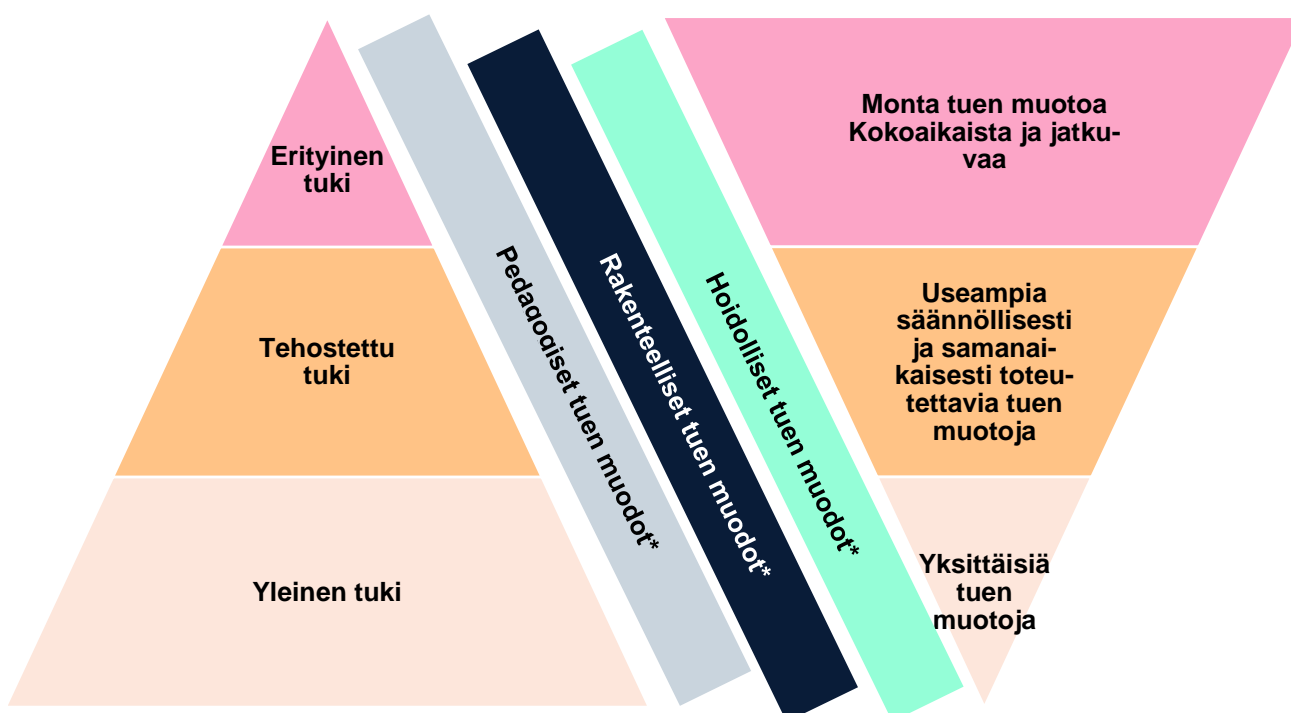 Erityinen
tuki
Tehostettu
tuki
Yleinen tuki
Pedagogiset tuen muodot*
Rakenteelliset tuen muodot*
Hoidolliset tuen muodot*
Monta tuen muotoa
Kokoaikaista ja jatku-
vaa
Useampia
säännöllisesti
ja samanai-
kaisesti toteu-
tettavia tuen
muotoja
Yksittäisiä
tuen
muotoja